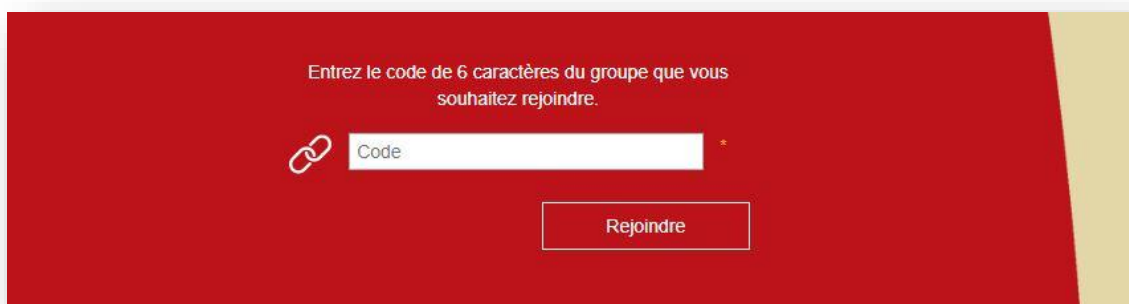 Entrez le code de 6 caractères du groupe que vous
souhaitez rejoindre.
Code
*
Rejoindre